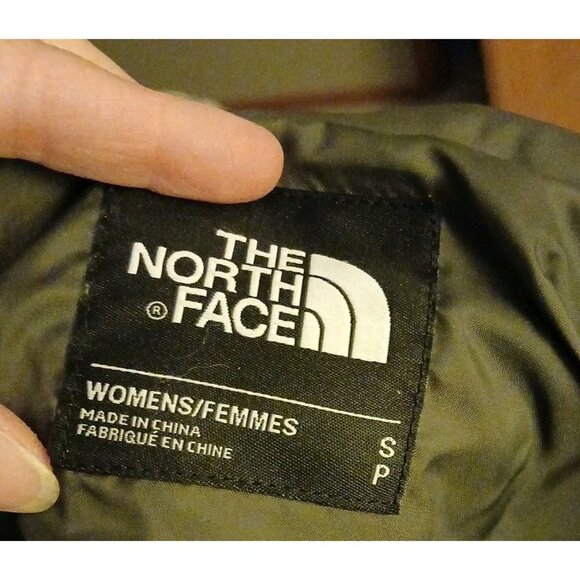 THE
NORTH
® FACE
WOMENS/FEMMES
MADE IN CHINA
FABRIQUÉ EN CHINE
S
P